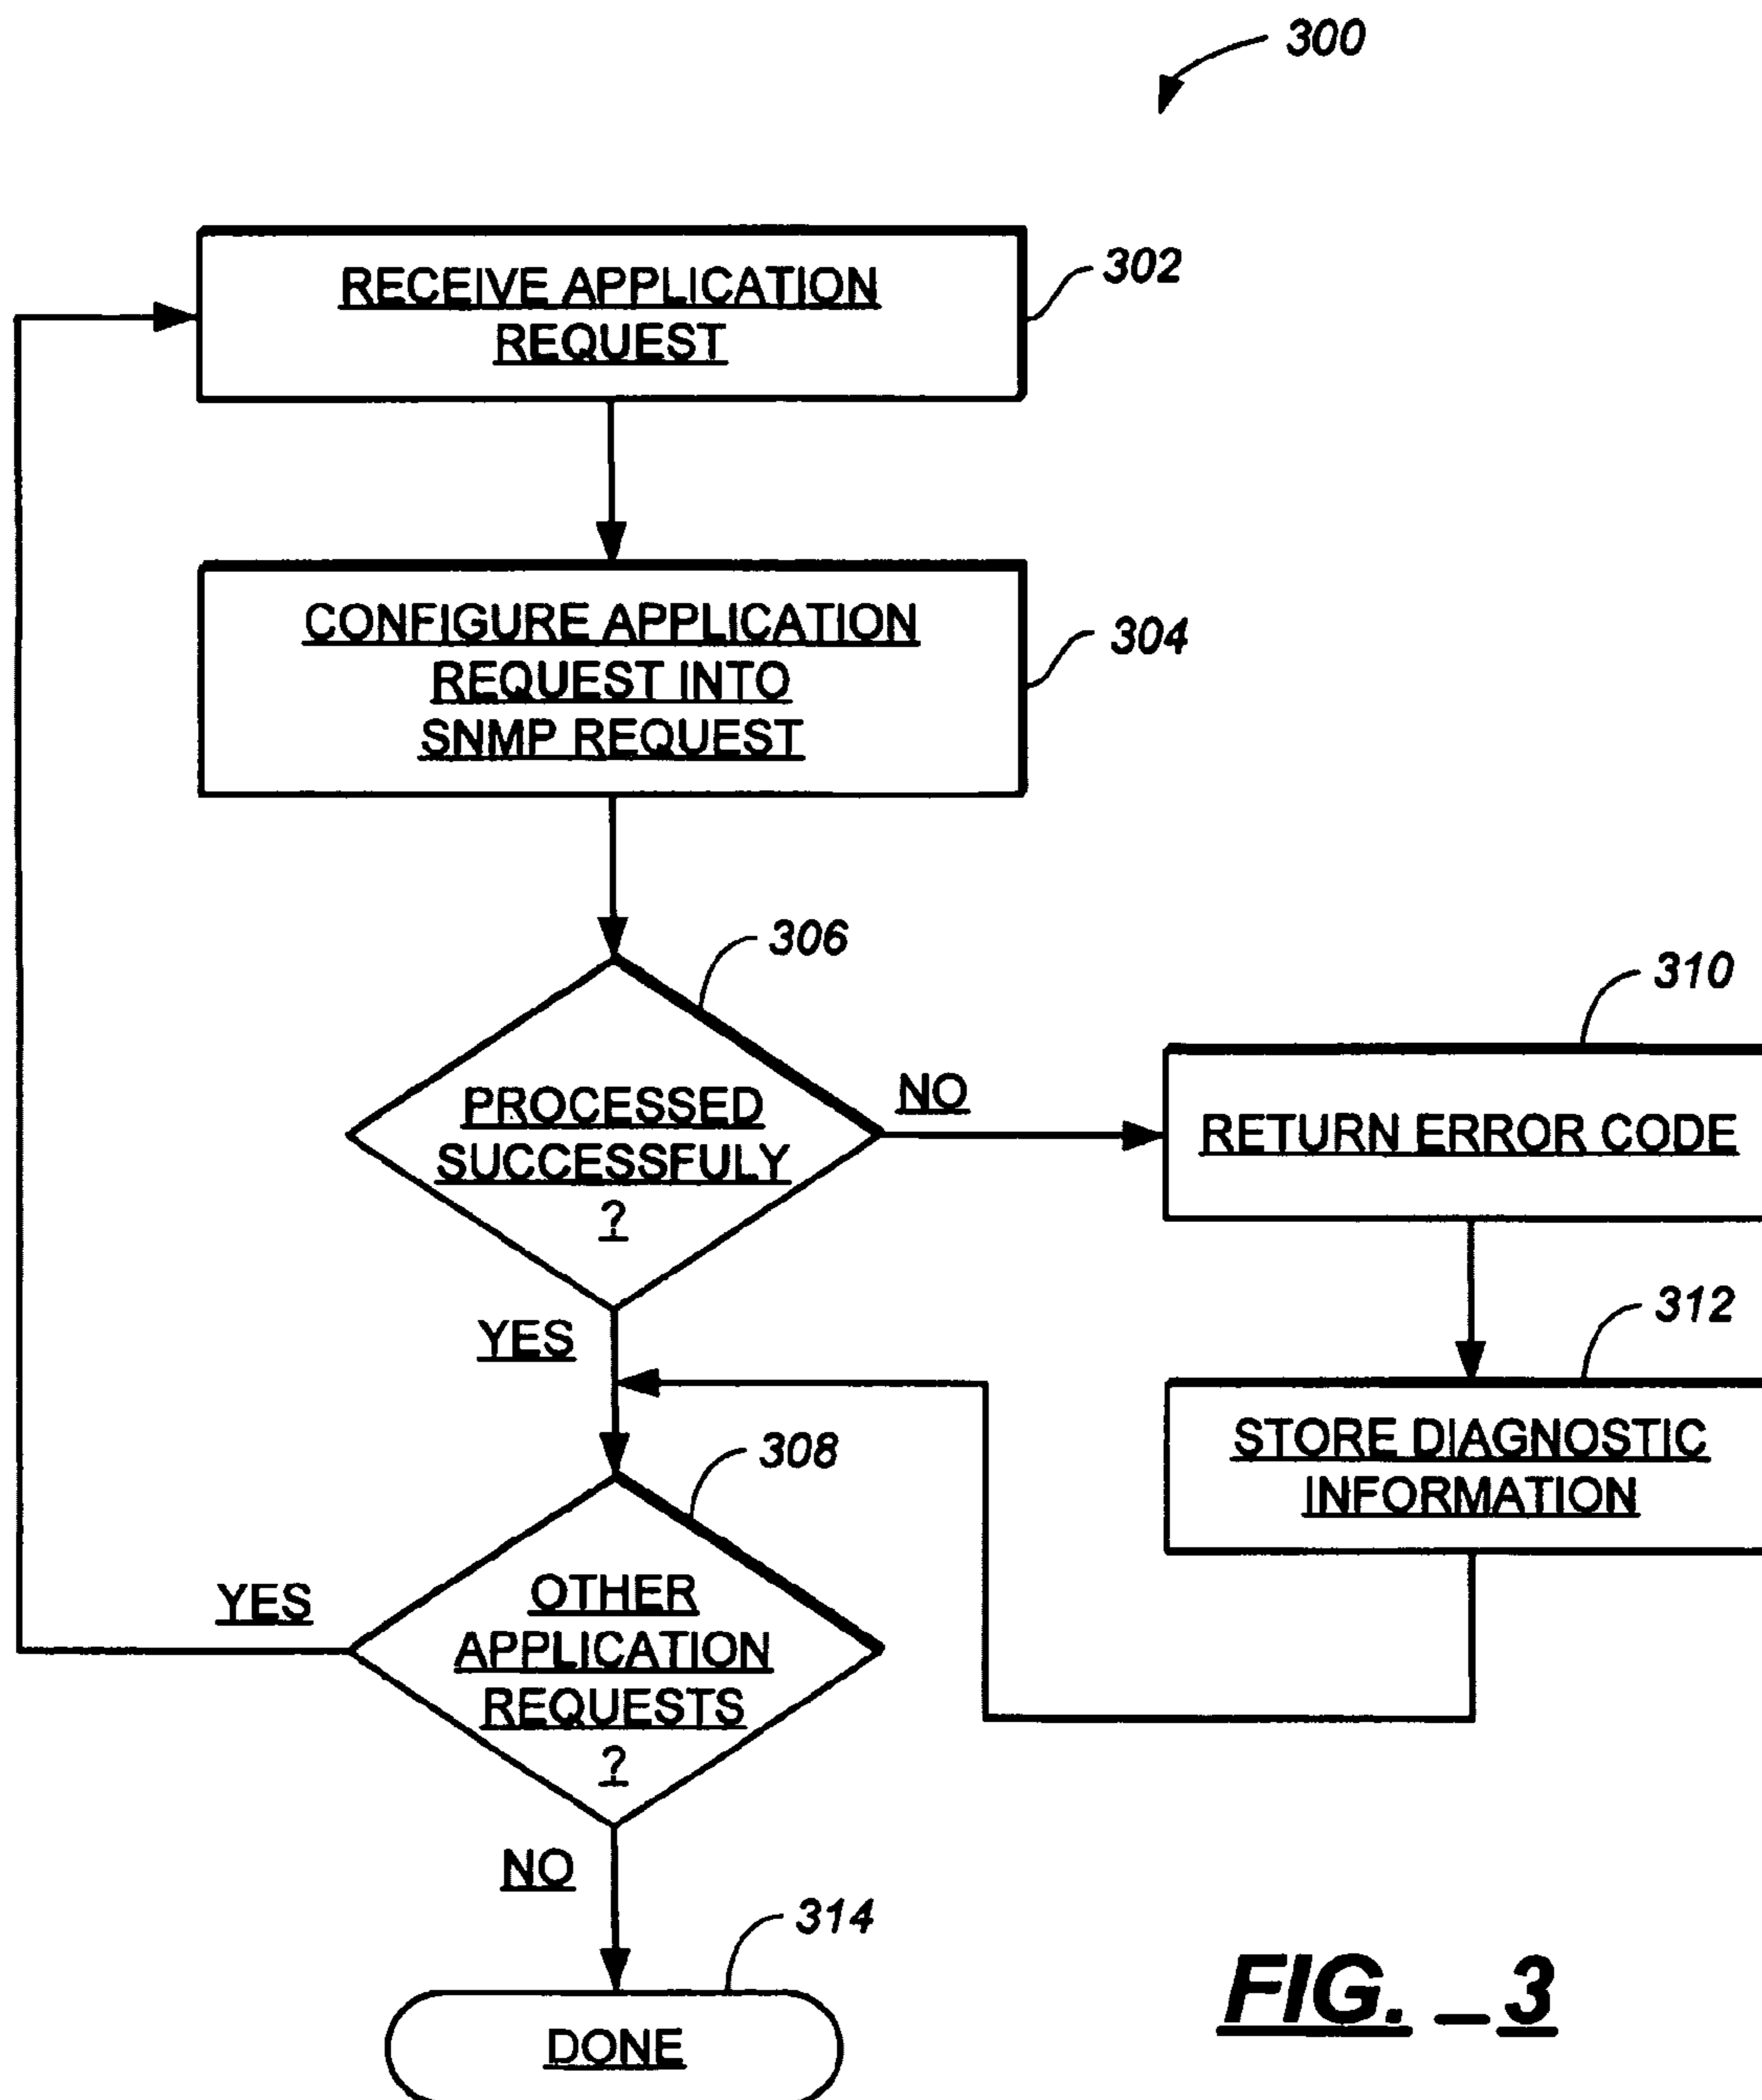 300
RECEIVE APPLICATION
REQUEST
302
CONFIGURE APPLICATION
REQUEST INTO
SNMP REQUEST
304
306
PROCESSED
SUCCESSFULY
?
NO
310
RETURN ERROR CODE
YES
312
STORE DIAGNOSTIC
INFORMATION
308
OTHER
APPLICATION
REQUESTS
?
YES
NO
314
DONE
FIG. _ 3